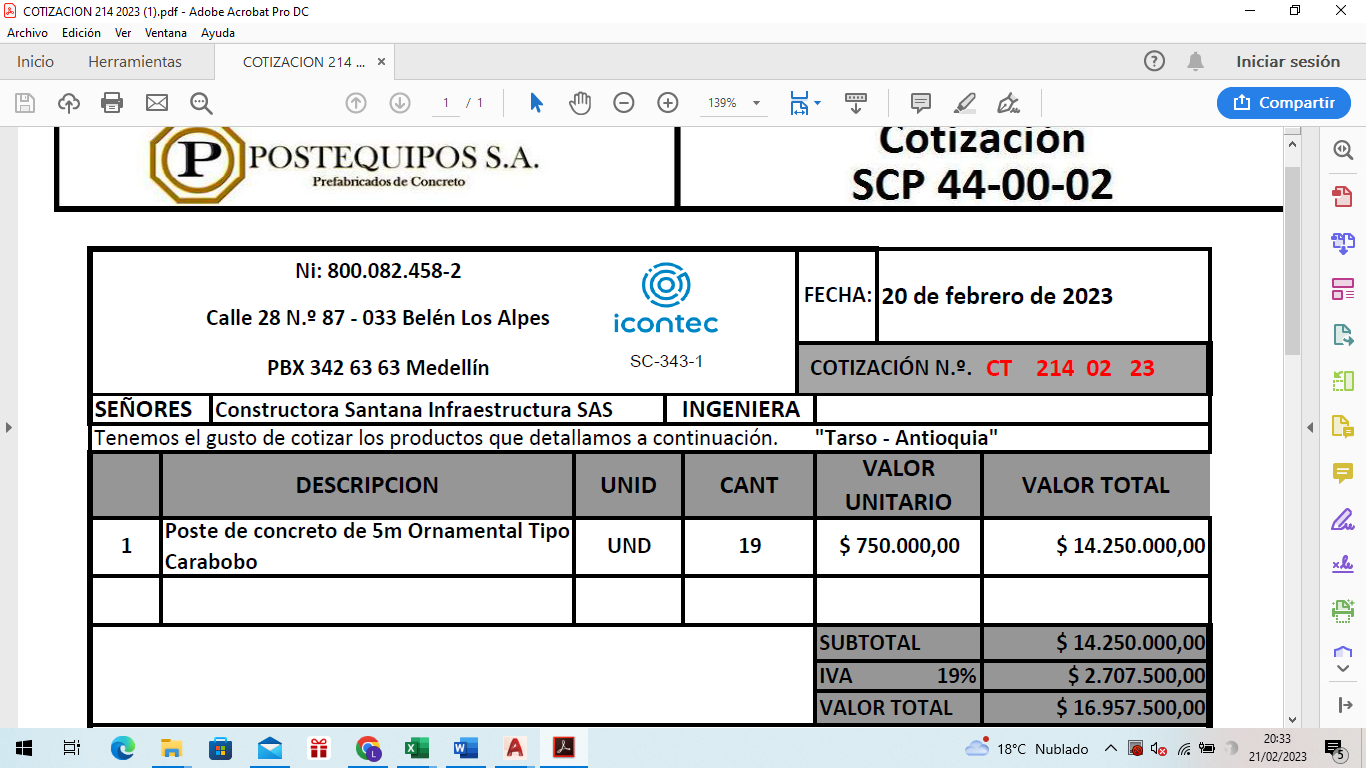 COTIZACION 214 2023 (1).pdf - Adobe Acrobat Pro DC
Archivo Edición Ver Ventana Ayuda
Inicio Herramientas COTIZACION 214 ... × Iniciar sesión
1 / 1 139% Compartir
P POSTEQUIPOS S.A.
Prefabricados de Concreto
Cotización
SCP 44-00-02
Ni: 800.082.458-2
Calle 28 N.º 87 - 033 Belén Los Alpes
PBX 342 63 63 Medellín
icontec
SC-343-1
FECHA: 20 de febrero de 2023
COTIZACIÓN N.º. CT 214 02 23
SEÑORES Constructora Santana Infraestructura SAS INGENIERA
Tenemos el gusto de cotizar los productos que detallamos a continuación. "Tarso - Antioquia"
DESCRIPCION UNID CANT VALOR UNITARIO VALOR TOTAL
1 Poste de concreto de 5m Ornamental Tipo Carabobo UND 19 $ 750.000,00 $ 14.250.000,00
SUBTOTAL $ 14.250.000,00
IVA 19% $ 2.707.500,00
VALOR TOTAL $ 16.957.500,00
18°C Nublado
20:33
21/02/2023
5